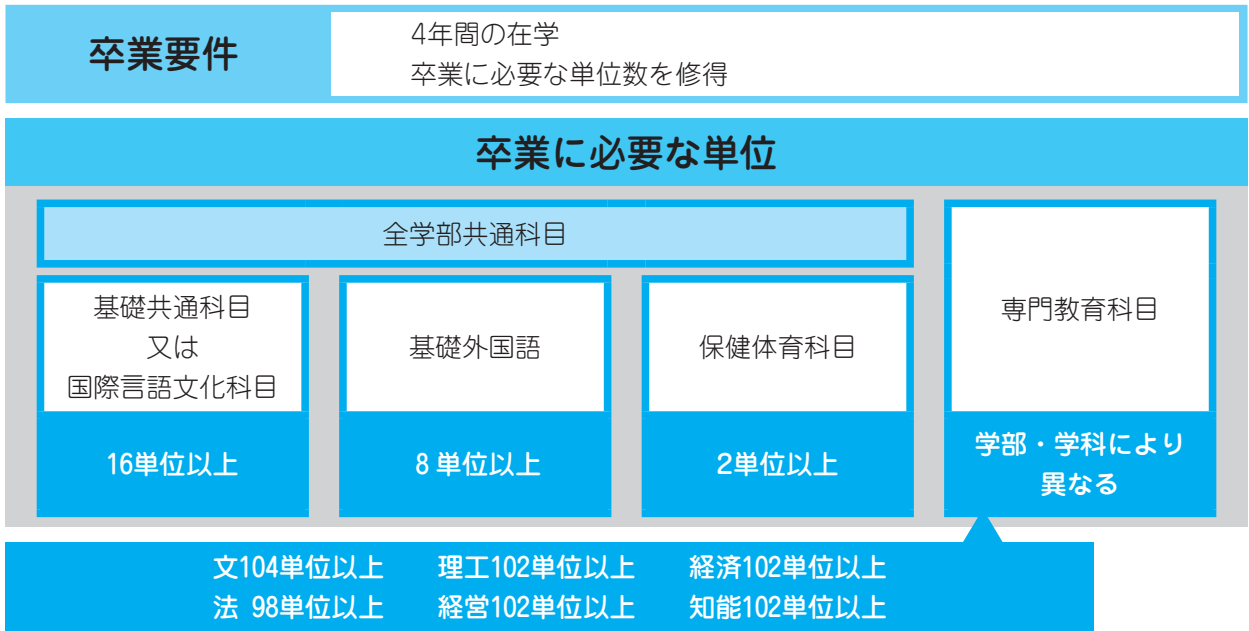 卒業要件
4年間の在学
卒業に必要な単位数を修得
卒業に必要な単位
全学部共通科目
基礎共通科目
又は
国際言語文化科目
16単位以上
基礎外国語
8単位以上
保健体育科目
2単位以上
専門教育科目
学部・学科により
異なる
文104単位以上 理工102単位以上 経済102単位以上
法 98単位以上 経営102単位以上 知能102単位以上